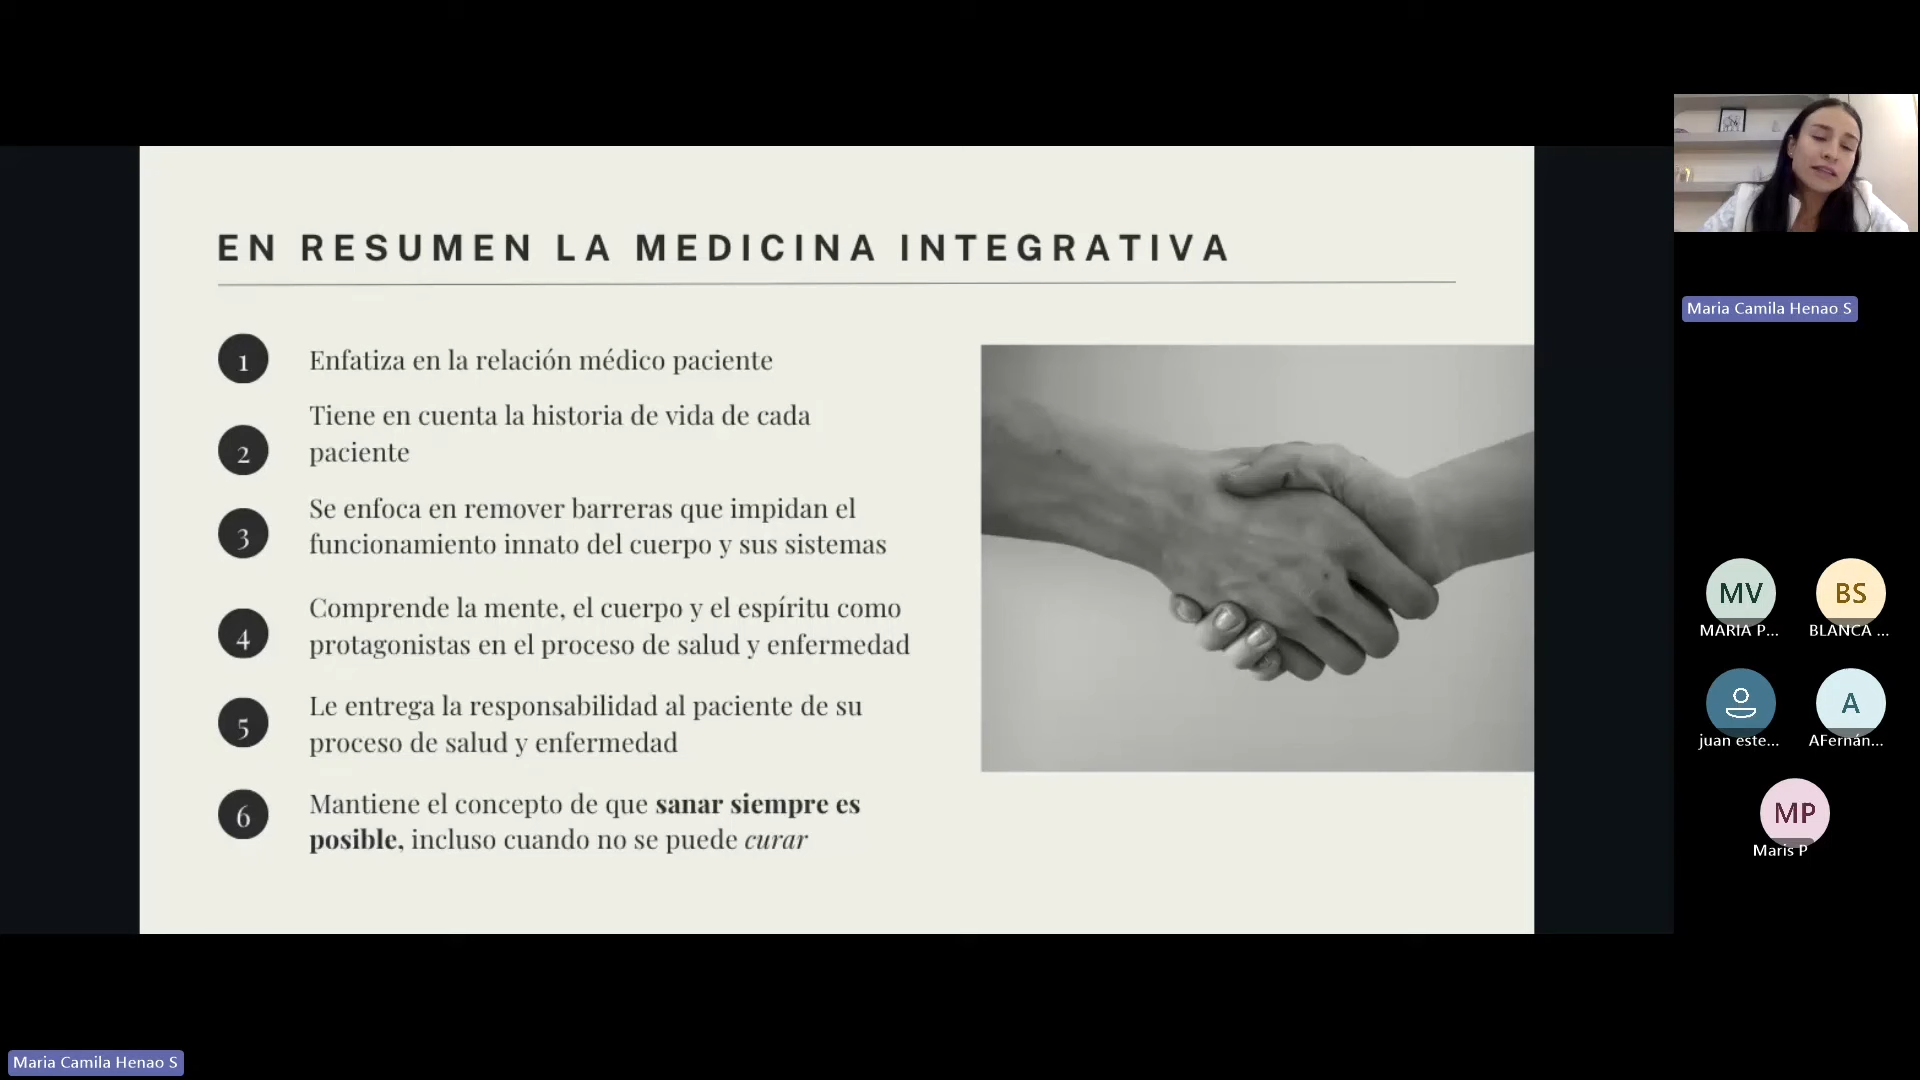 EN RESUMEN LA MEDICINA INTEGRATIVA
1 Enfatiza en la relación médico paciente
2 Tiene en cuenta la historia de vida de cada
paciente
3 Se enfoca en remover barreras que impidan el
funcionamiento innato del cuerpo y sus sistemas
4 Comprende la mente, el cuerpo y el espíritu como
protagonistas en el proceso de salud y enfermedad
5 Le entrega la responsabilidad al paciente de su
proceso de salud y enfermedad
6 Mantiene el concepto de que sanar siempre es
posible, incluso cuando no se puede curar
Maria Camila Henao S
MV
MARIA P...
BS
BLANCA ...
juan este...
A
AFernán...
MP
Maris P
Maria Camila Henao S